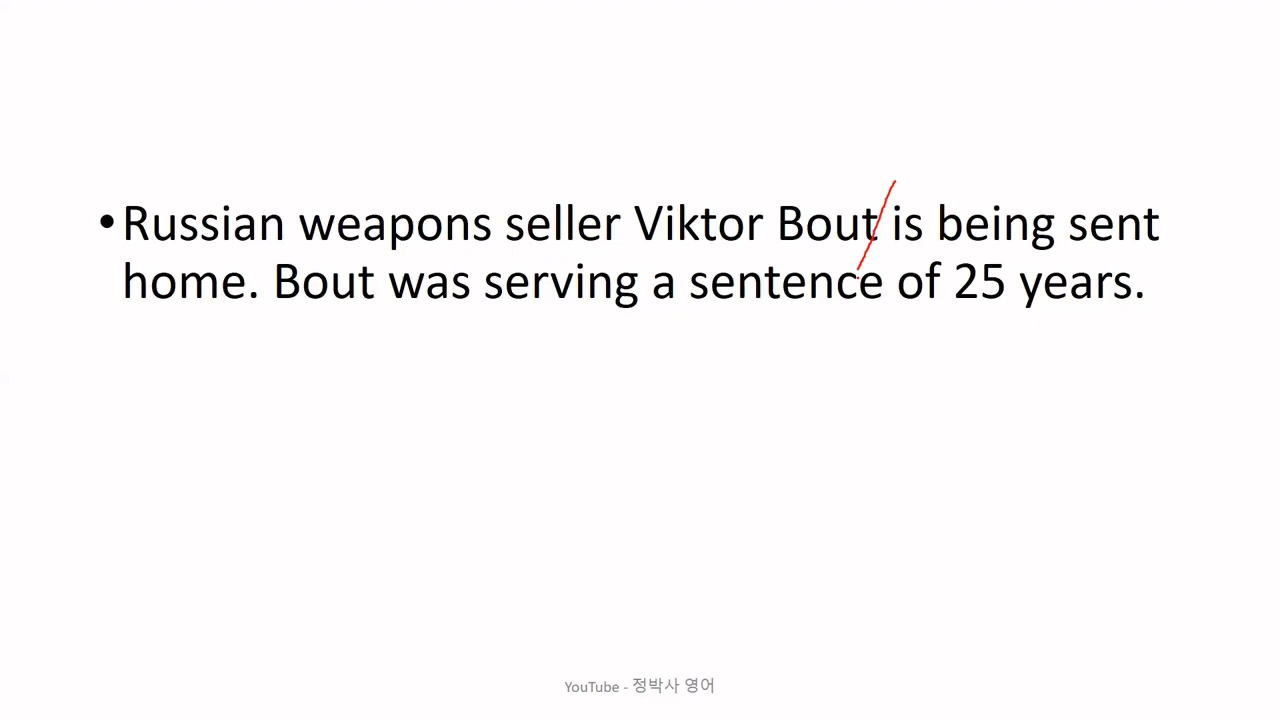 •Russian weapons seller Viktor Bout is being sent
home. Bout was serving a sentence of 25 years.
YouTube - 정박사 영어